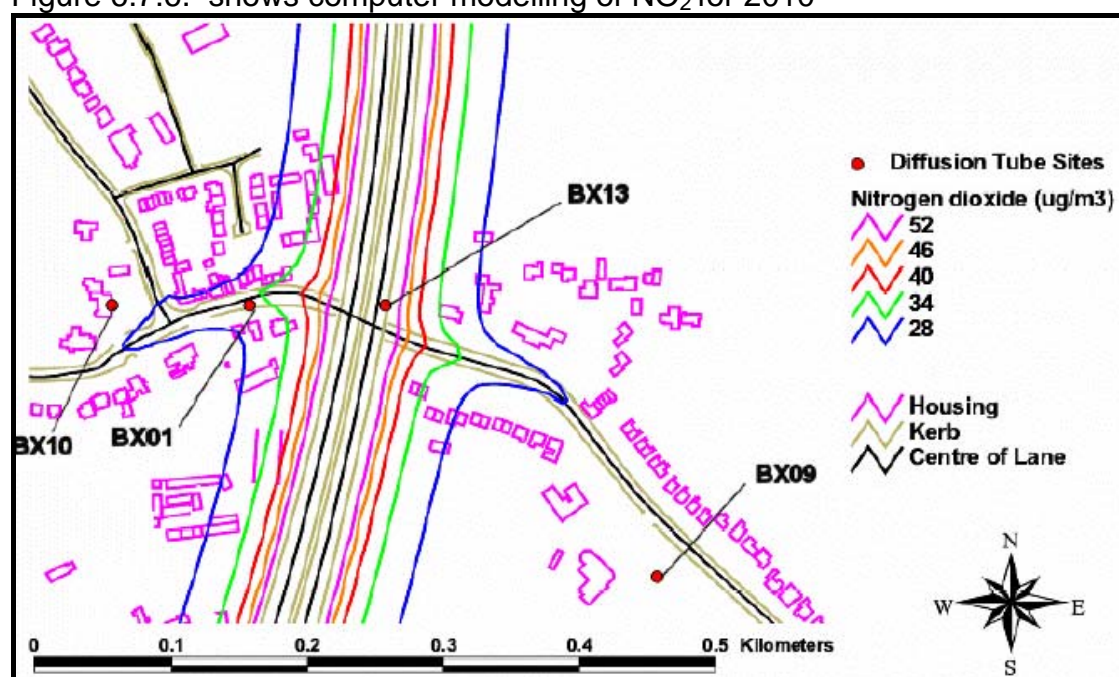 Figure 6.7.6.  shows computer modelling of NO2 for 2010
BX13
Diffusion Tube Sites
Nitrogen dioxide (ug/m3)
52
46
40
34
28
BX10
BX01
Housing
Kerb
Centre of Lane
BX09
N
W
E
S
0
0.1
0.2
0.3
0.4
0.5 Kilometers